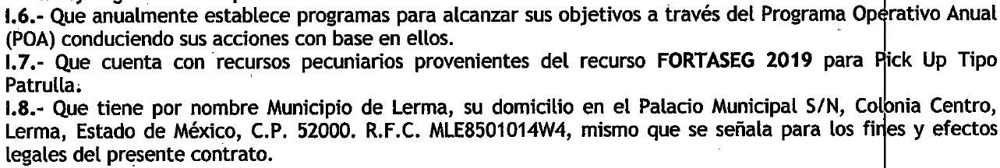 I.6.- Que anualmente establece programas para alcanzar sus objetivos a través del Programa Operativo Anual
(POA) conduciendo sus acciones con base en ellos.
I.7.- Que cuenta con recursos pecuniarios provenientes del recurso FORTASEG 2019 para Pick Up Tipo
Patrulla.
I.8.- Que tiene por nombre Municipio de Lerma, su domicilio en el Palacio Municipal S/N, Colonia Centro,
Lerma, Estado de México, C.P. 52000. R.F.C. MLE8501014W4, mismo que se señala para los fines y efectos
legales del presente contrato.